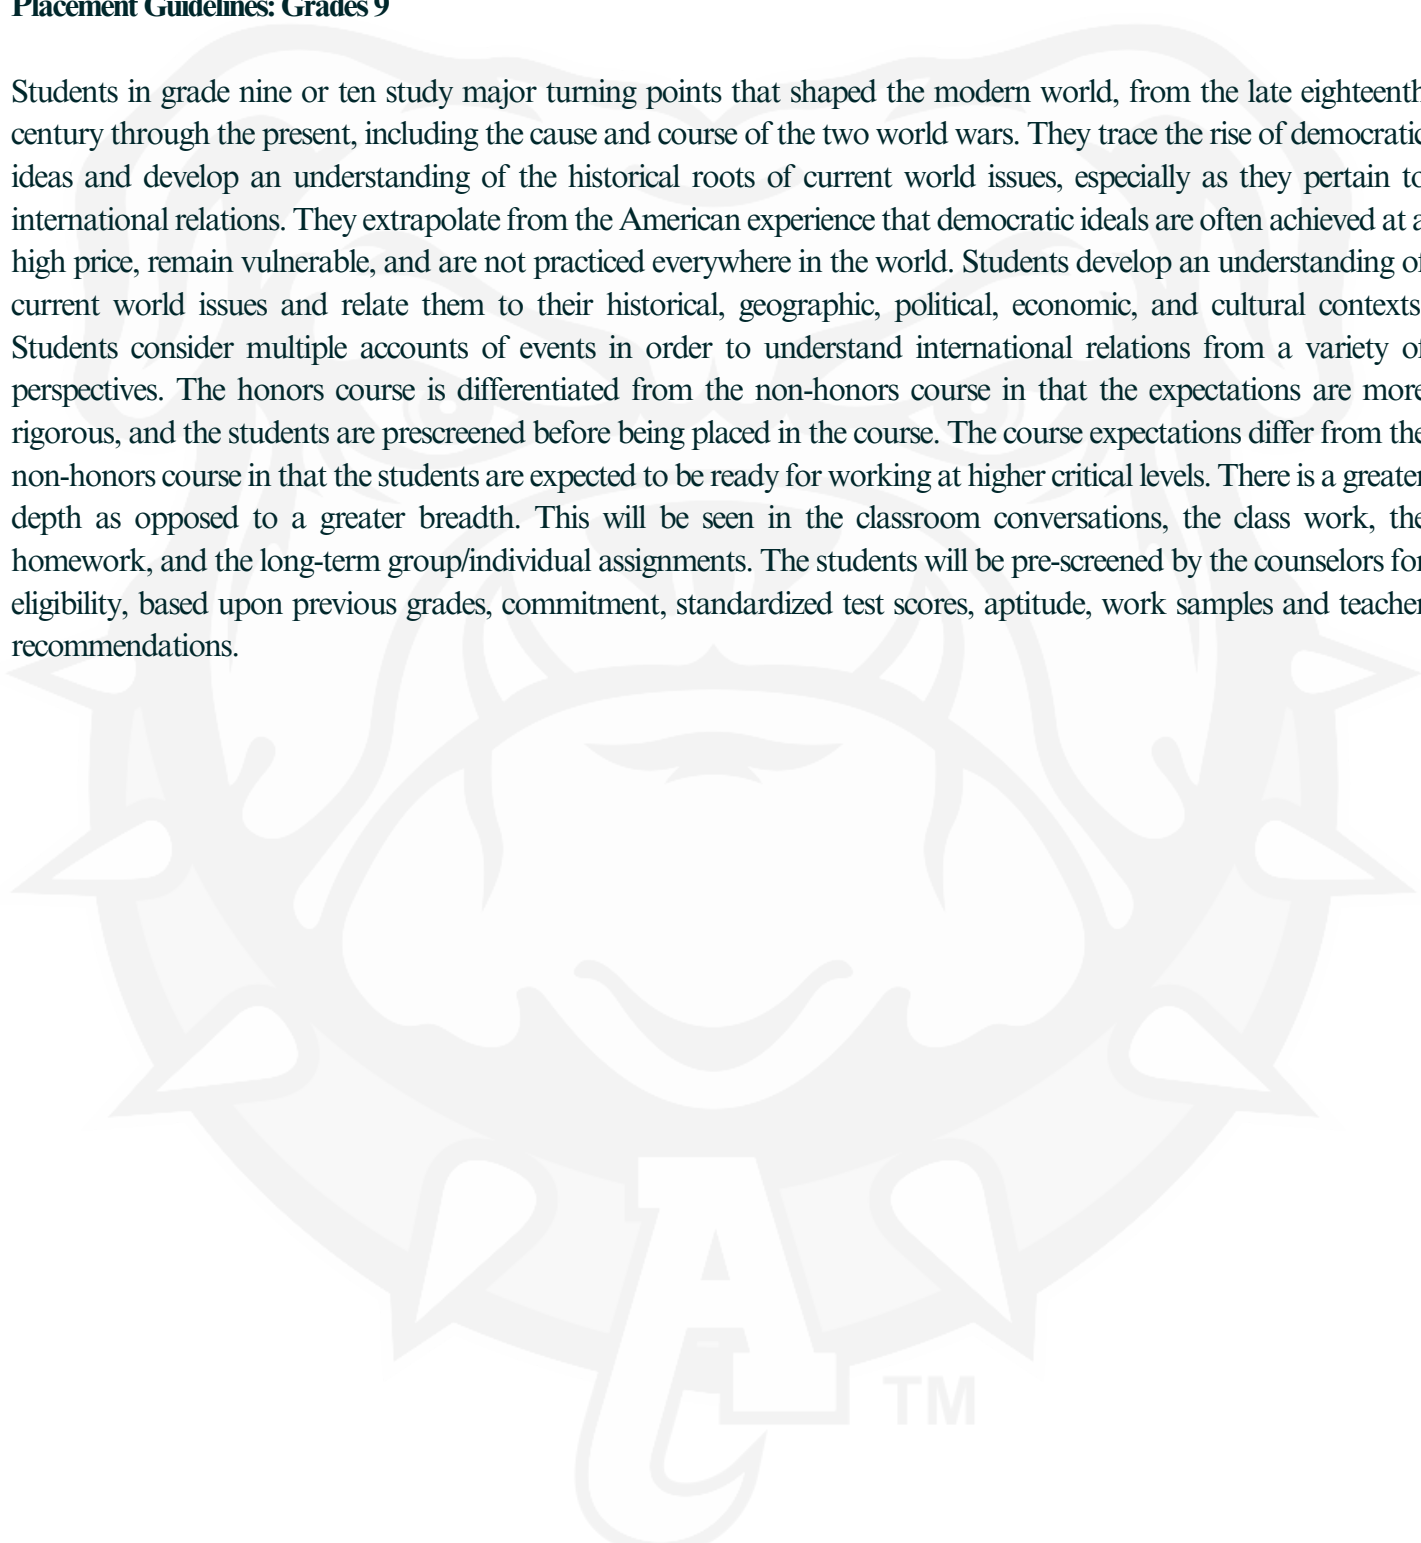 Placement Guidelines: Grades 9
Students in grade nine or ten study major turning points that shaped the modern world, from the late eighteenth
century through the present, including the cause and course of the two world wars. They trace the rise of democratic
ideas and develop an understanding of the historical roots of current world issues, especially as they pertain to
international relations. They extrapolate from the American experience that democratic ideals are often achieved at a
high price, remain vulnerable, and are not practiced everywhere in the world. Students develop an understanding of
current world issues and relate them to their historical, geographic, political, economic, and cultural contexts.
Students consider multiple accounts of events in order to understand international relations from a variety of
perspectives. The honors course is differentiated from the non-honors course in that the expectations are more
rigorous, and the students are prescreened before being placed in the course. The course expectations differ from the
non-honors course in that the students are expected to be ready for working at higher critical levels. There is a greater
depth as opposed to a greater breadth. This will be seen in the classroom conversations, the class work, the
homework, and the long-term group/individual assignments. The students will be pre-screened by the counselors for
eligibility, based upon previous grades, commitment, standardized test scores, aptitude, work samples and teacher
recommendations.
A
TM